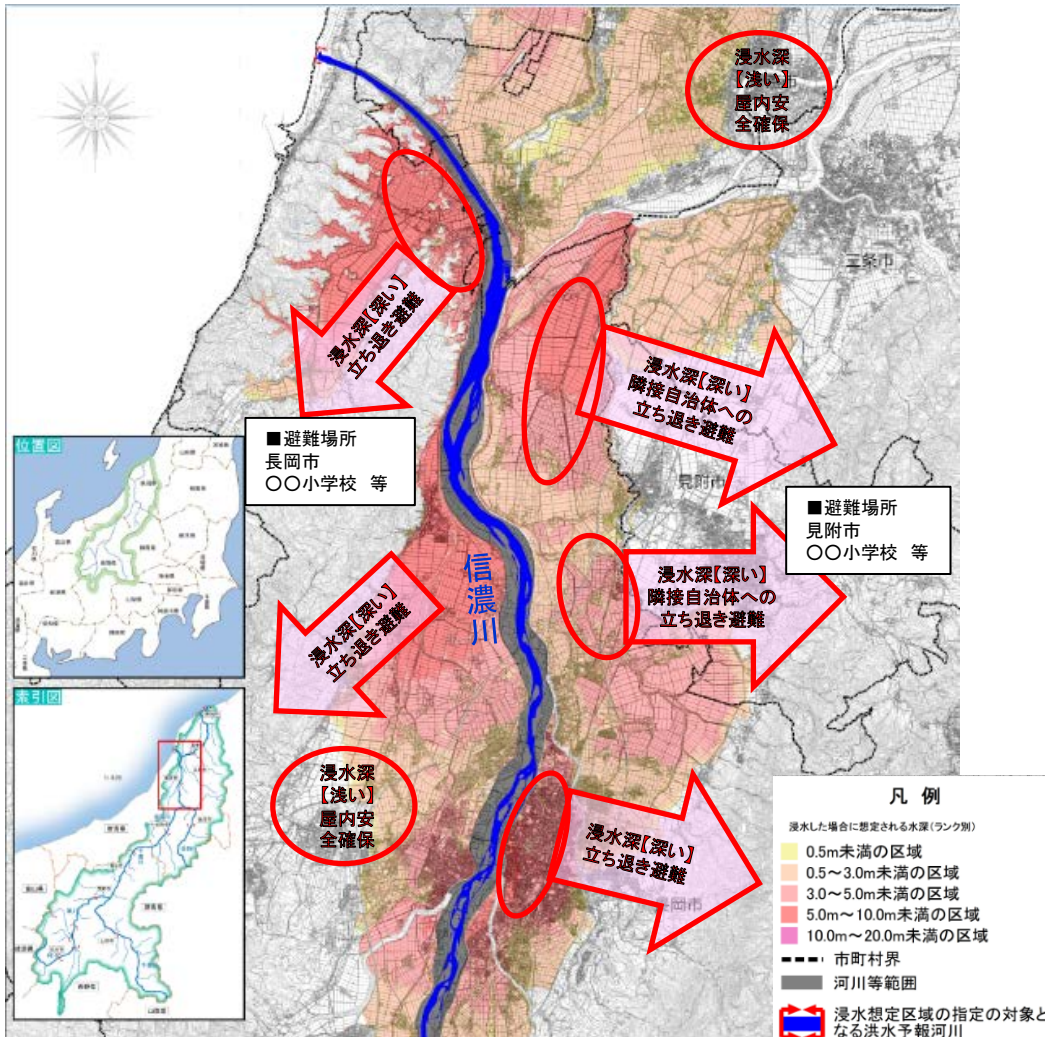 浸水深
【浅い】
屋内安
全確保
浸水深【深い】
立ち退き避難
三条市
浸水深【深い】
隣接自治体への
立ち退き避難
■避難場所
長岡市
〇〇小学校 等
位置図
見附市
■避難場所
見附市
〇〇小学校 等
信濃川
浸水深【深い】
隣接自治体への
立ち退き避難
浸水深【深い】
立ち退き避難
索引図
浸水深
【浅い】
屋内安
全確保
浸水深【深い】
立ち退き避難
凡 例
浸水した場合に想定される水深(ランク別)
0.5m未満の区域
0.5～3.0m未満の区域
3.0～5.0m未満の区域
5.0m～10.0m未満の区域
10.0m～20.0m未満の区域
市町村界
河川等範囲
浸水想定区域の指定の対象と
なる洪水予報河川